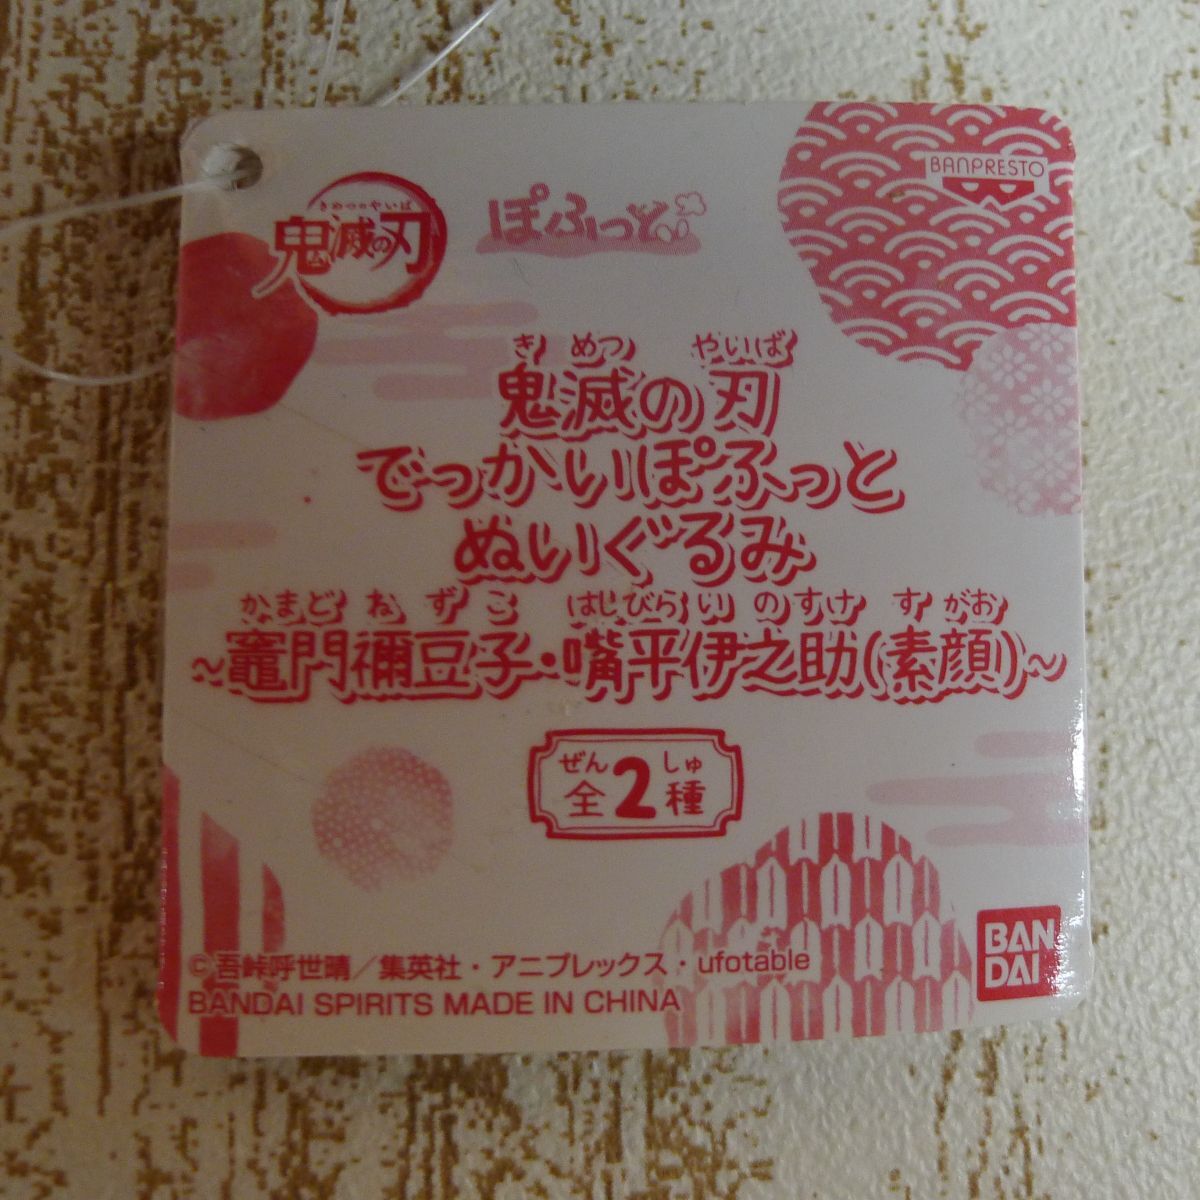 きめつのやいば
鬼滅の刃
ぽふっと
BANPRESTO
き めつ やいば
鬼滅の刃
でっかいぽふっと
ぬいぐるみ
かまど ね ず こ はしびら い の すけ す がお
~竈門禰豆子・嘴平伊之助(素顔)~
ぜん しゅ
全2種
©吾峠呼世晴／集英社・アニプレックス・ufotable
BANDAI SPIRITS MADE IN CHINA
BAN
DAI